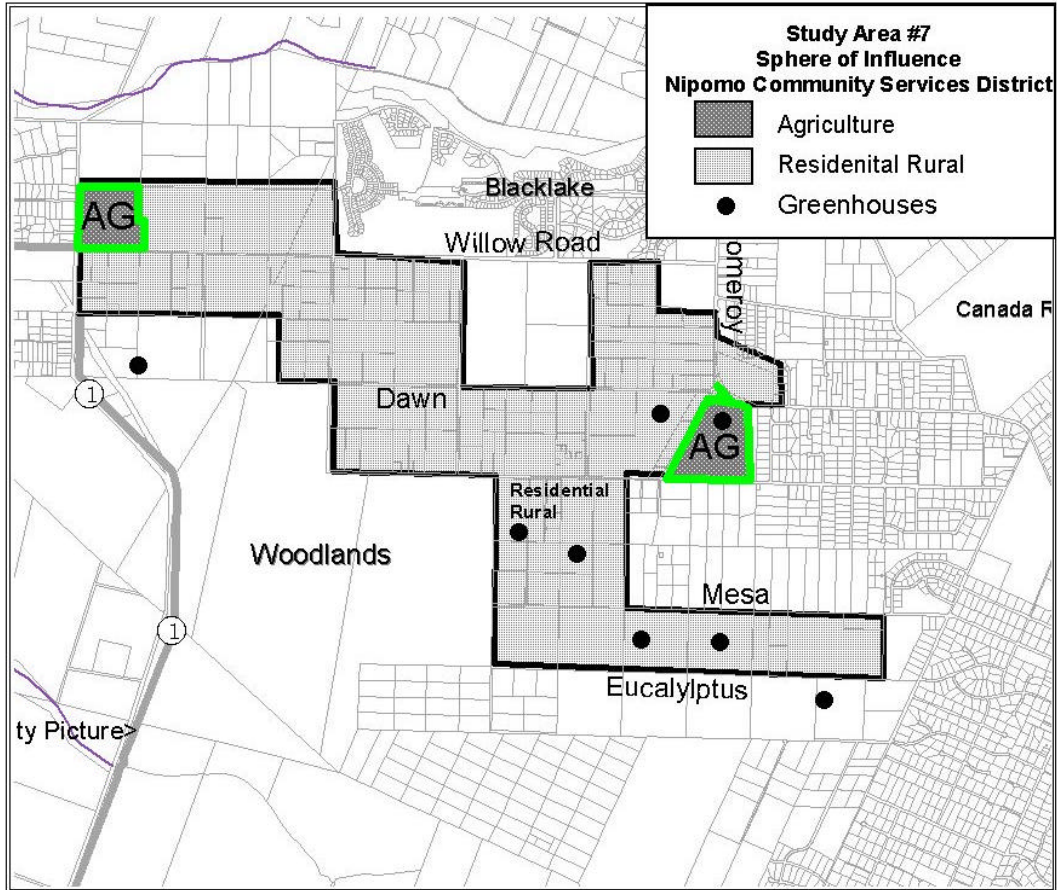 Study Area #7
Sphere of Influence
Nipomo Community Services District
Agriculture
Residenital Rural
Greenhouses
Blacklake
AG
Willow Road
omeroy
Canada R
1
Dawn
AG
Residential
Rural
Woodlands
Mesa
1
Eucalylptus
ty Picture>